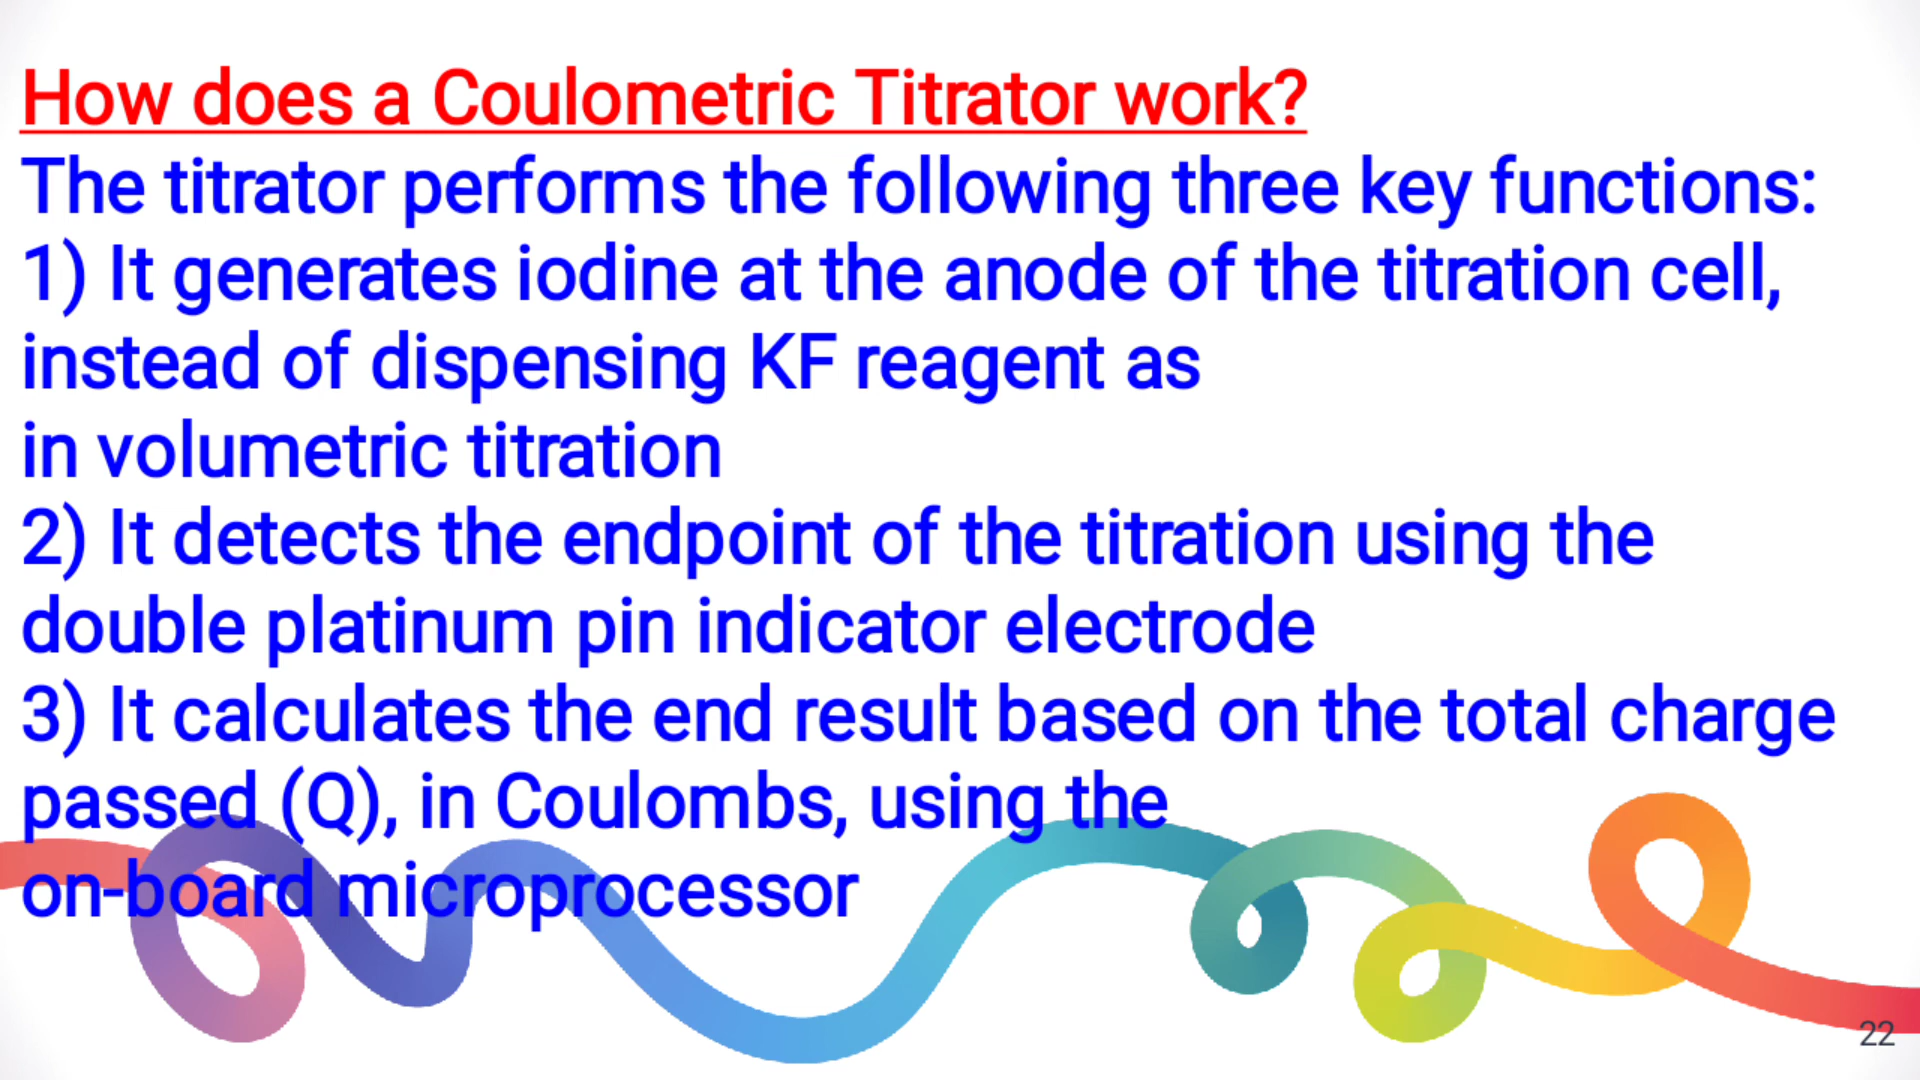 How does a Coulometric Titrator work?
The titrator performs the following three key functions:
1) It generates iodine at the anode of the titration cell,
instead of dispensing KF reagent as
in volumetric titration
2) It detects the endpoint of the titration using the
double platinum pin indicator electrode
3) It calculates the end result based on the total charge
passed (Q), in Coulombs, using the
on-board microprocessor
22